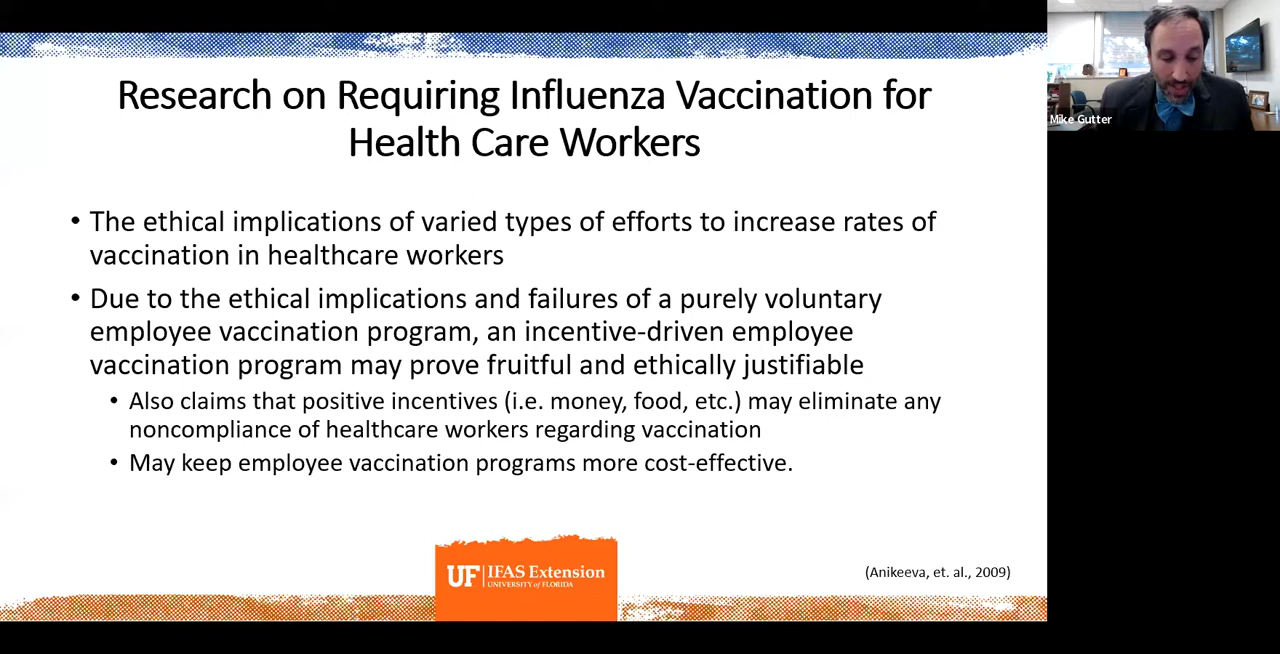 Research on Requiring Influenza Vaccination for
Health Care Workers
Mike Gutter
• The ethical implications of varied types of efforts to increase rates of
vaccination in healthcare workers
• Due to the ethical implications and failures of a purely voluntary
employee vaccination program, an incentive-driven employee
vaccination program may prove fruitful and ethically justifiable
• Also claims that positive incentives (i.e. money, food, etc.) may eliminate any
noncompliance of healthcare workers regarding vaccination
• May keep employee vaccination programs more cost-effective.
UF IFAS Extension
UNIVERSITY of FLORIDA
(Anikeeva, et. al., 2009)